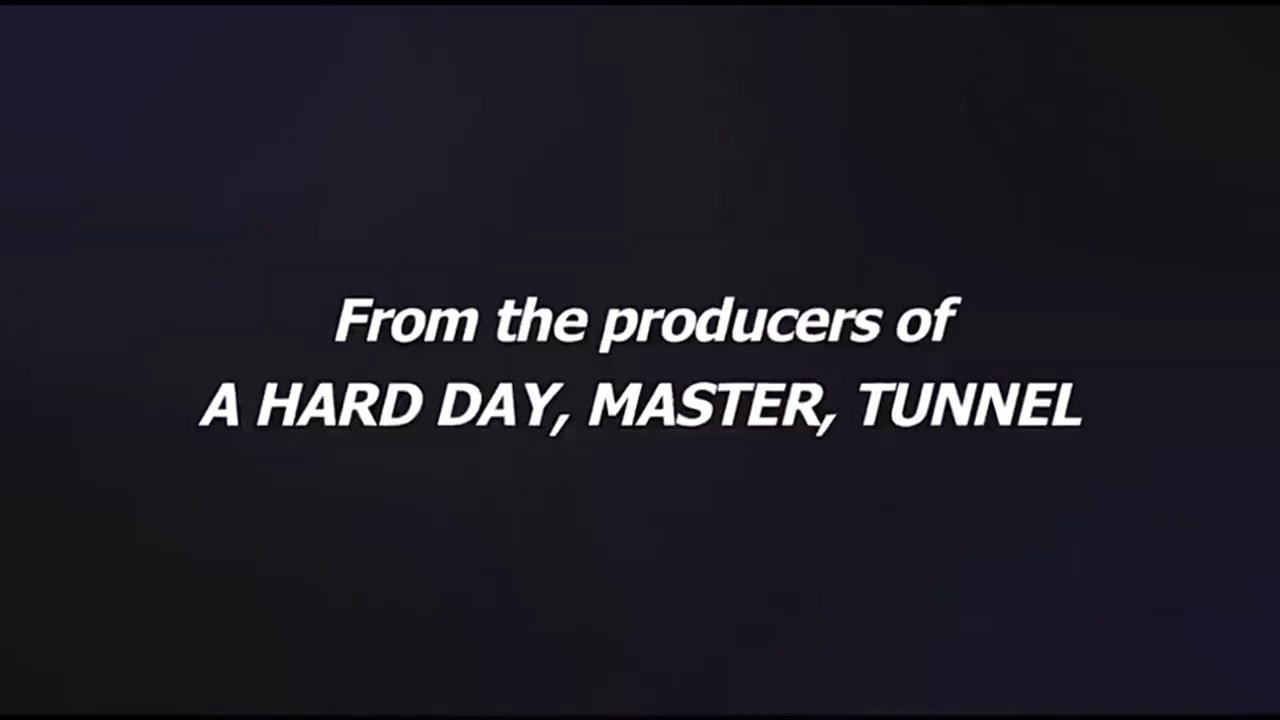 From the producers of
A HARD DAY, MASTER, TUNNEL